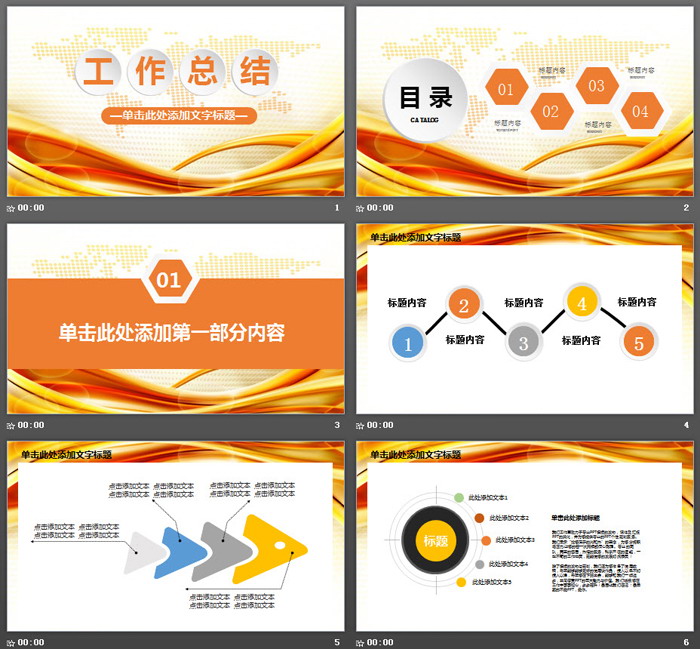 工作总结
—单击此处添加文字标题—
00:00
1
目录
CATALOG
01
标题内容
02
标题内容
03
标题内容
04
标题内容
00:00
2
01
单击此处添加第一部分内容
00:00
3
单击此处添加文字标题
标题内容
标题内容
标题内容
1
2
3
4
5
标题内容
标题内容
00:00
4
单击此处添加文字标题
点击添加文本 点击添加文本
点击添加文本 点击添加文本
点击添加文本 点击添加文本
点击添加文本 点击添加文本
点击添加文本 点击添加文本
点击添加文本 点击添加文本
点击添加文本 点击添加文本
点击添加文本 点击添加文本
00:00
5
单击此处添加文字标题
标题
此处添加文本1
此处添加文本2
此处添加文本3
此处添加文本4
此处添加文本5
单击此处添加标题
00:00
6